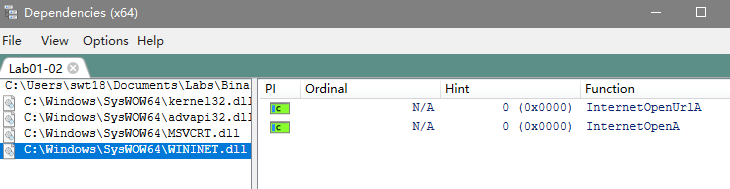 Dependencies (x64)
File View Options Help
Lab01-02
PI Ordinal Hint Function
C:\Users\swt18\Documents\Labs\Bina
C:\Windows\SysWOW64\kernel32.dll
N/A 0 (0x0000) InternetOpenUrlA
C:\Windows\SysWOW64\advapi32.dll
N/A 0 (0x0000) InternetOpenA
C:\Windows\SysWOW64\MSVCRT.dll
C:\Windows\SysWOW64\WININET.dll